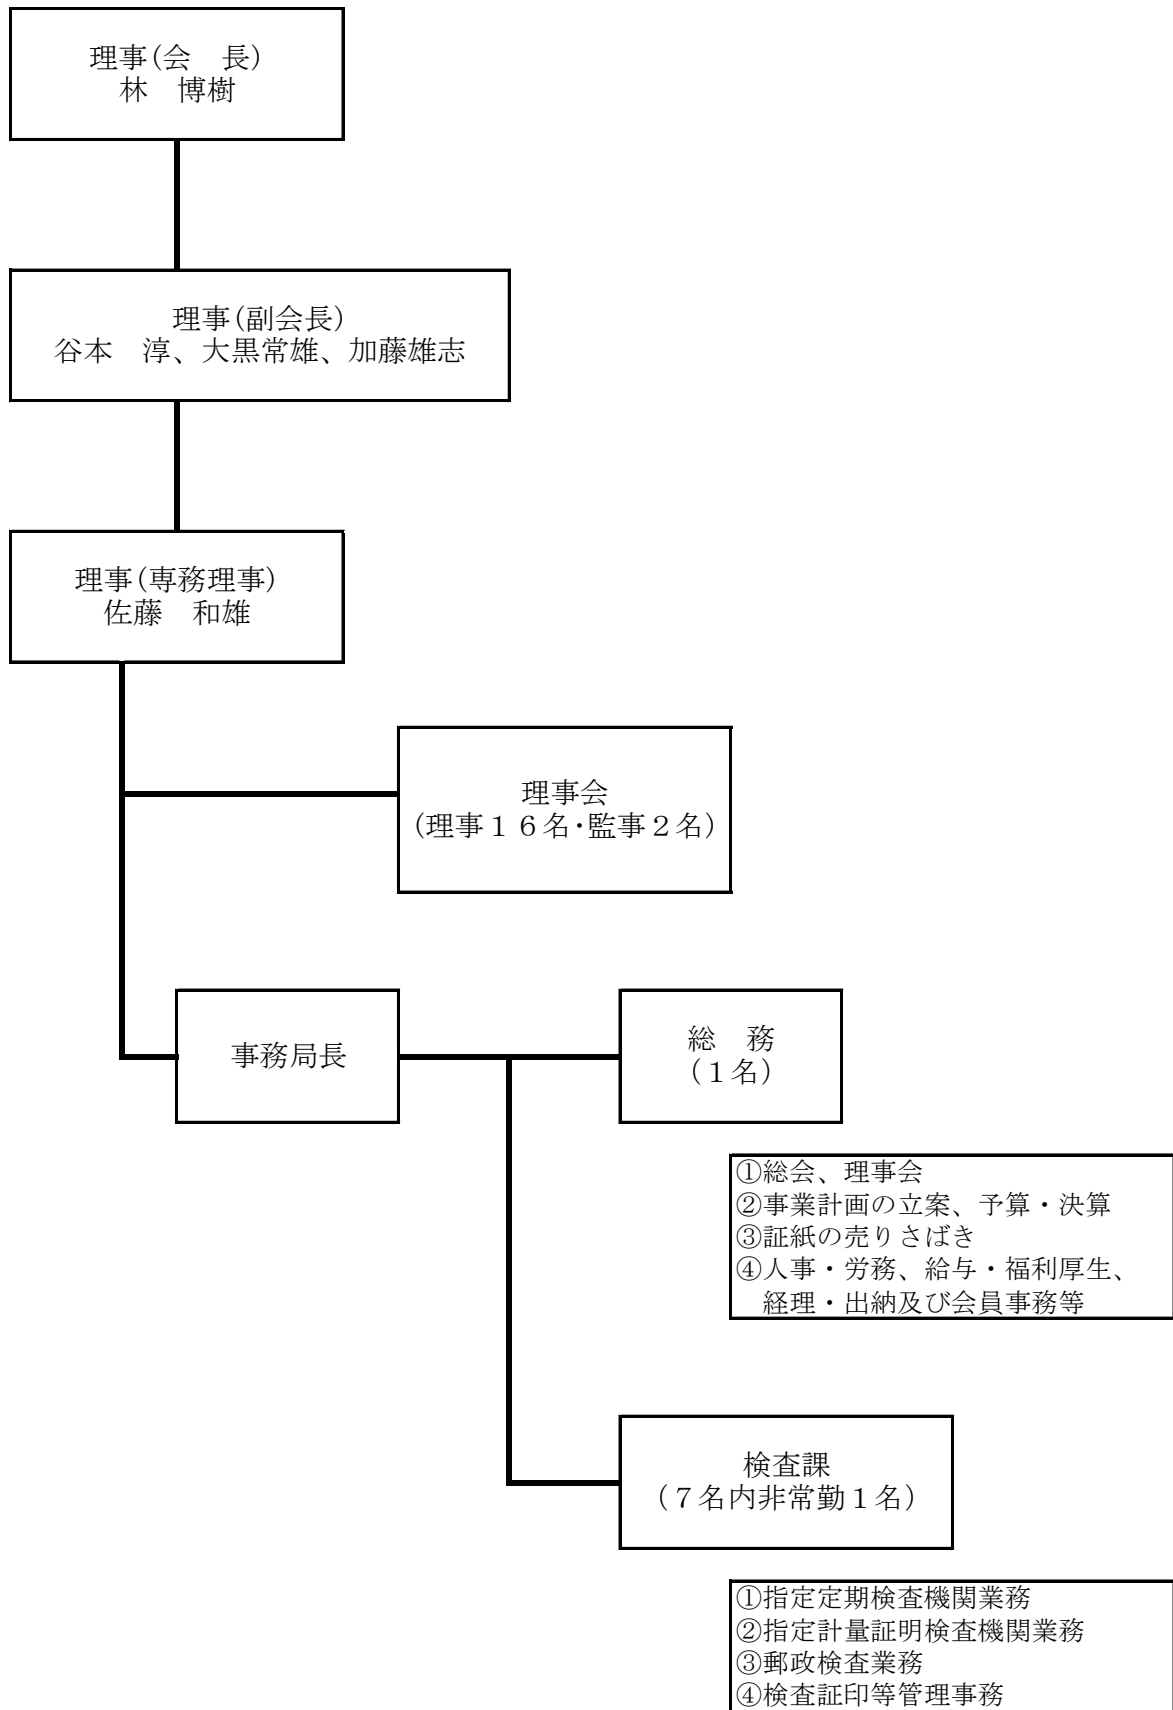 理事(会　長)
林　博樹
理事(副会長)
谷本　淳、大黒常雄、加藤雄志
理事(専務理事)
佐藤　和雄
理事会
(理事１６名･監事２名)
事務局長
総　務
(１名)
①総会、理事会
②事業計画の立案、予算・決算
③証紙の売りさばき
④人事・労務、給与・福利厚生、
経理・出納及び会員事務等
検査課
(７名内非常勤１名)
①指定定期検査機関業務
②指定計量証明検査機関業務
③郵政検査業務
④検査証印等管理事務